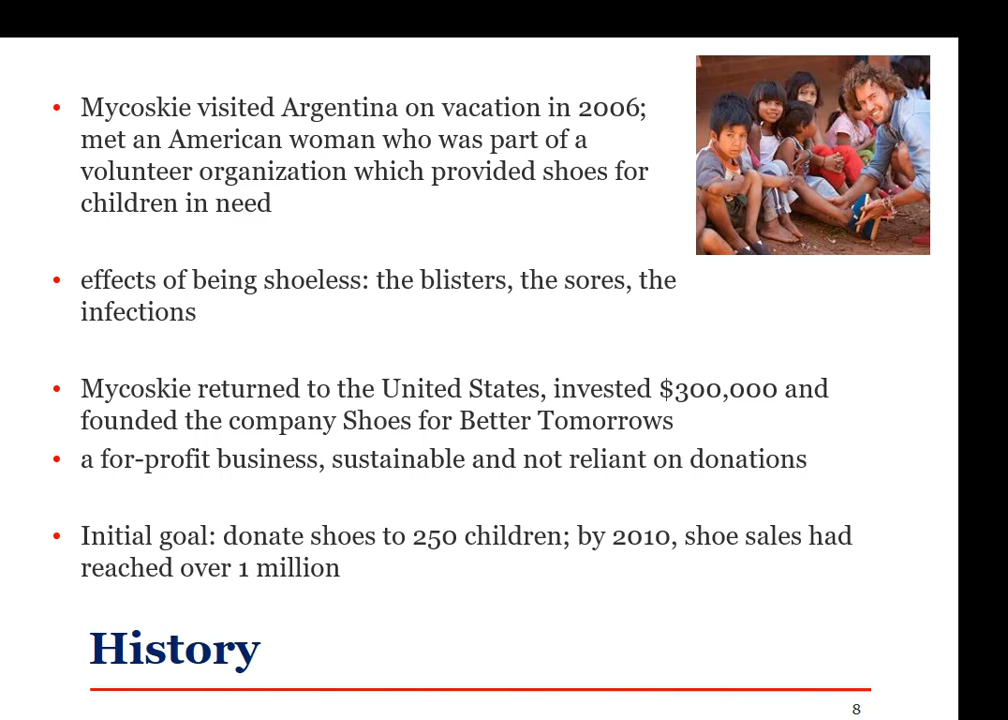 • Mycoskie visited Argentina on vacation in 2006;
met an American woman who was part of a
volunteer organization which provided shoes for
children in need
• effects of being shoeless: the blisters, the sores, the
infections
• Mycoskie returned to the United States, invested $300,000 and
founded the company Shoes for Better Tomorrows
• a for-profit business, sustainable and not reliant on donations
• Initial goal: donate shoes to 250 children; by 2010, shoe sales had
reached over 1 million
History
8